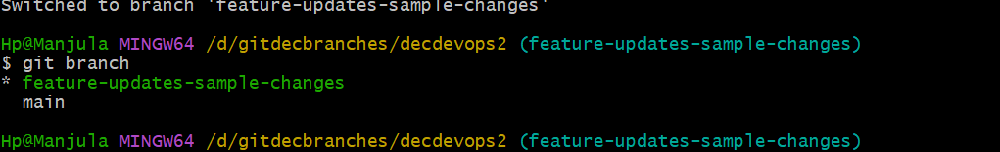 Switched to branch 'feature-updates-sample-changes'
Hp@Manjula MINGW64 /d/gitdecbranches/decdevops2 (feature-updates-sample-changes)
$ git branch
* feature-updates-sample-changes
  main
Hp@Manjula MINGW64 /d/gitdecbranches/decdevops2 (feature-updates-sample-changes)